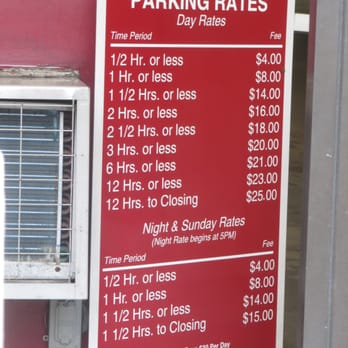 PARKING RATES
Day Rates
Time Period Fee
1/2 Hr. or less $4.00
1 Hr. or less $8.00
1 1/2 Hrs. or less $14.00
2 Hrs. or less $16.00
2 1/2 Hrs. or less $18.00
3 Hrs. or less $20.00
6 Hrs. or less $21.00
12 Hrs. or less $23.00
12 Hrs. to Closing $25.00
Night & Sunday Rates
(Night Rate begins at 5PM)
Time Period Fee
1/2 Hr. or less $4.00
1 Hr. or less $8.00
1 1/2 Hrs. or less $14.00
1 1/2 Hrs. to Closing $15.00
Per Day